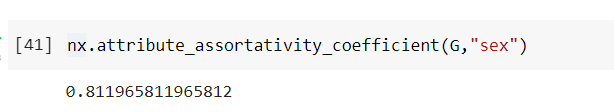 [41] nx.attribute_assortativity_coefficient(G,"sex")
0.811965811965812